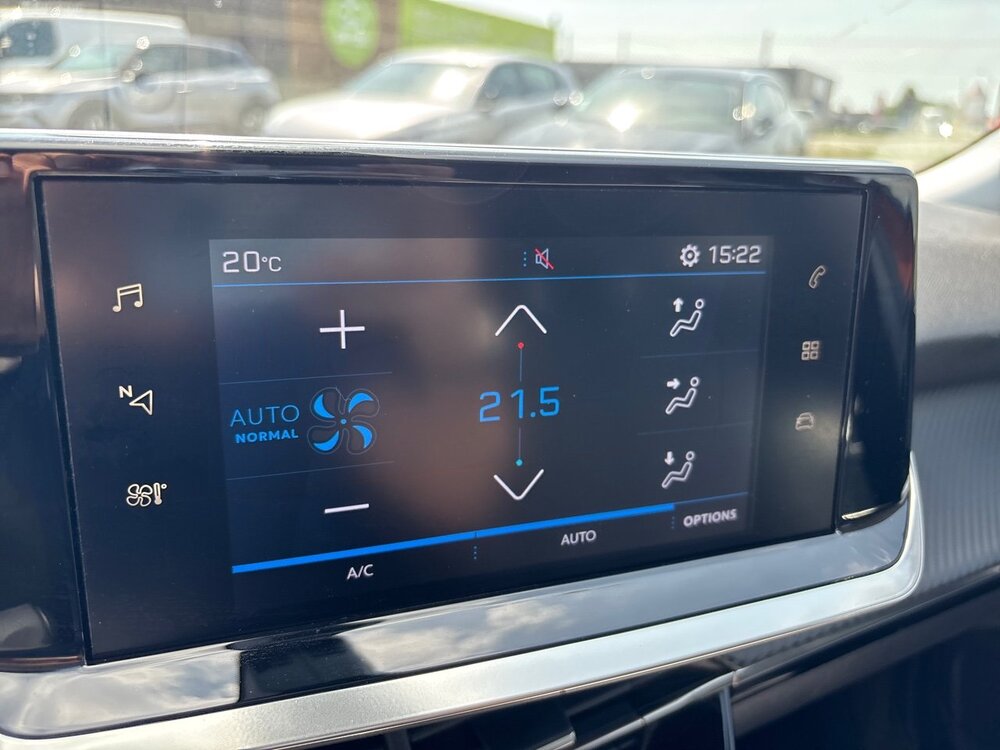 20°C
15:22
N
AUTO
NORMAL
21.5
A/C
AUTO
OPTIONS